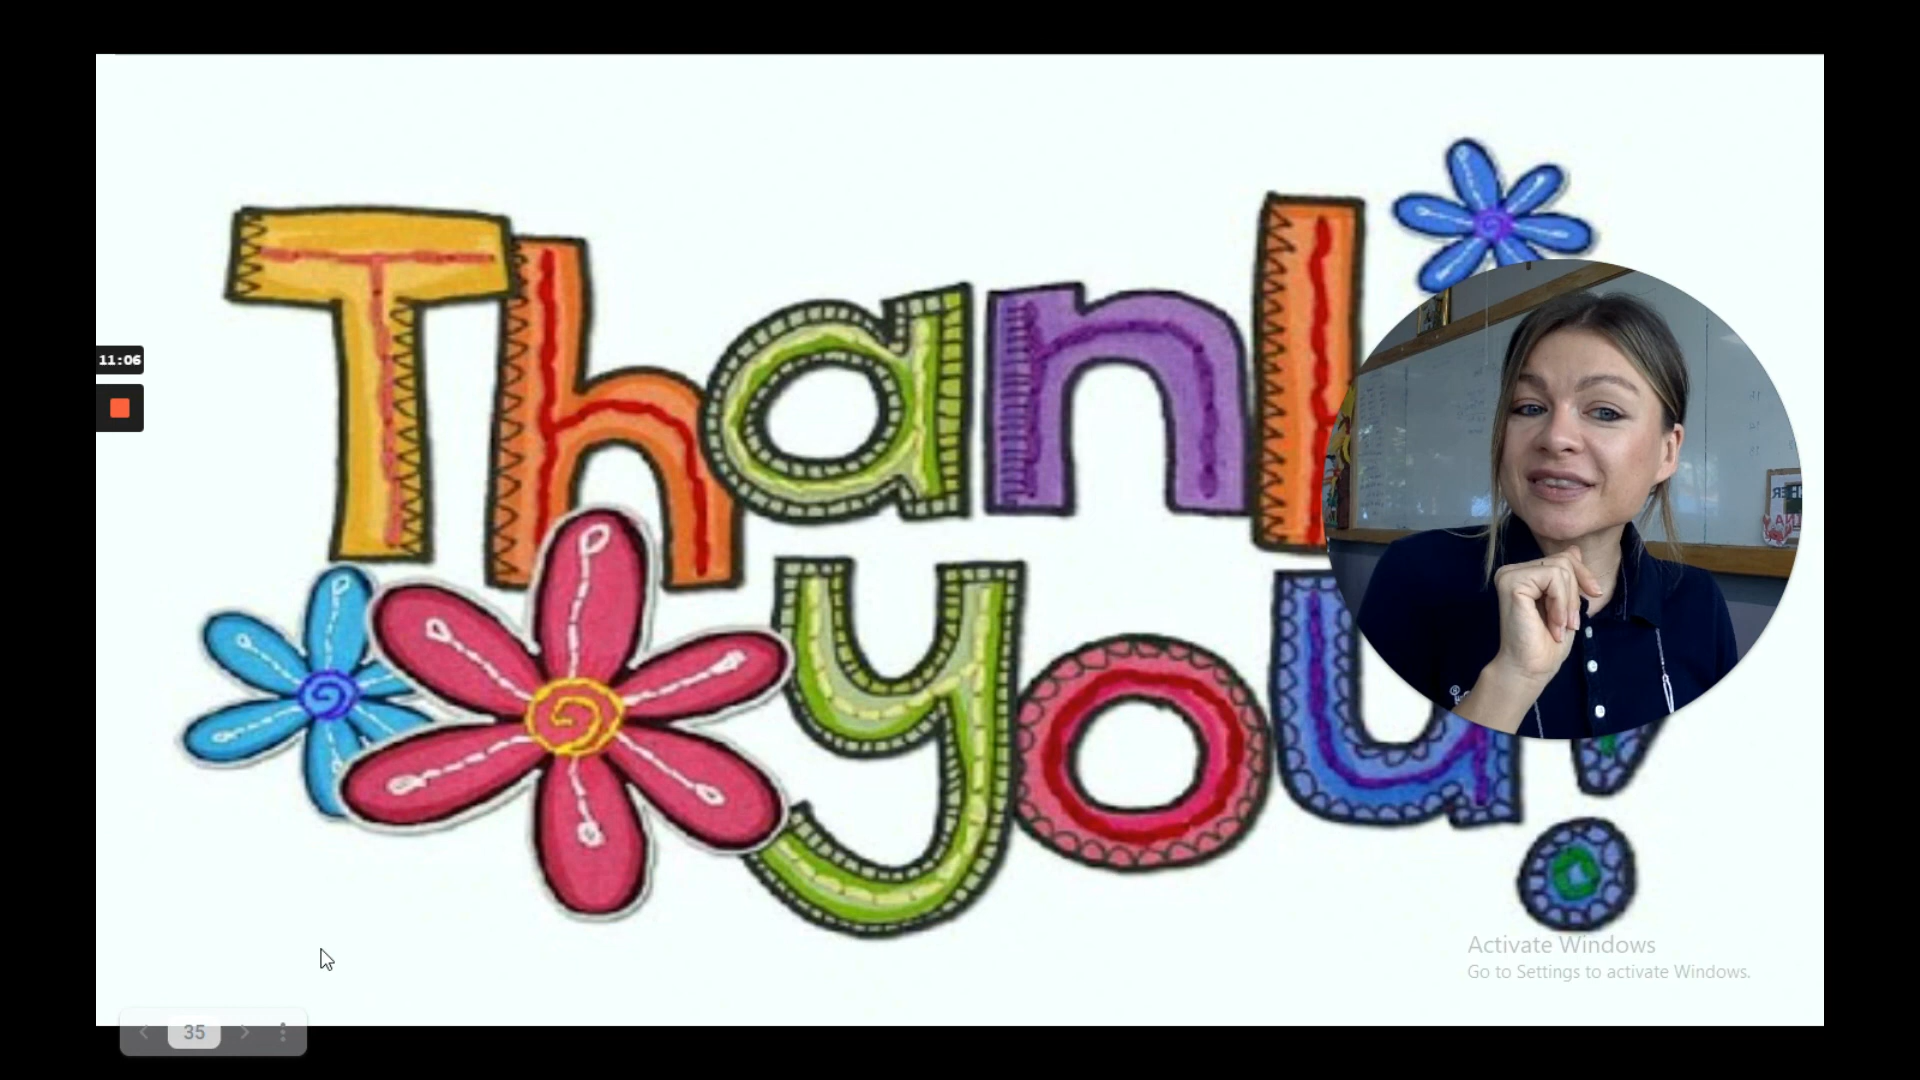 Thank
you!
11:06
Activate Windows
Go to Settings to activate Windows.
35